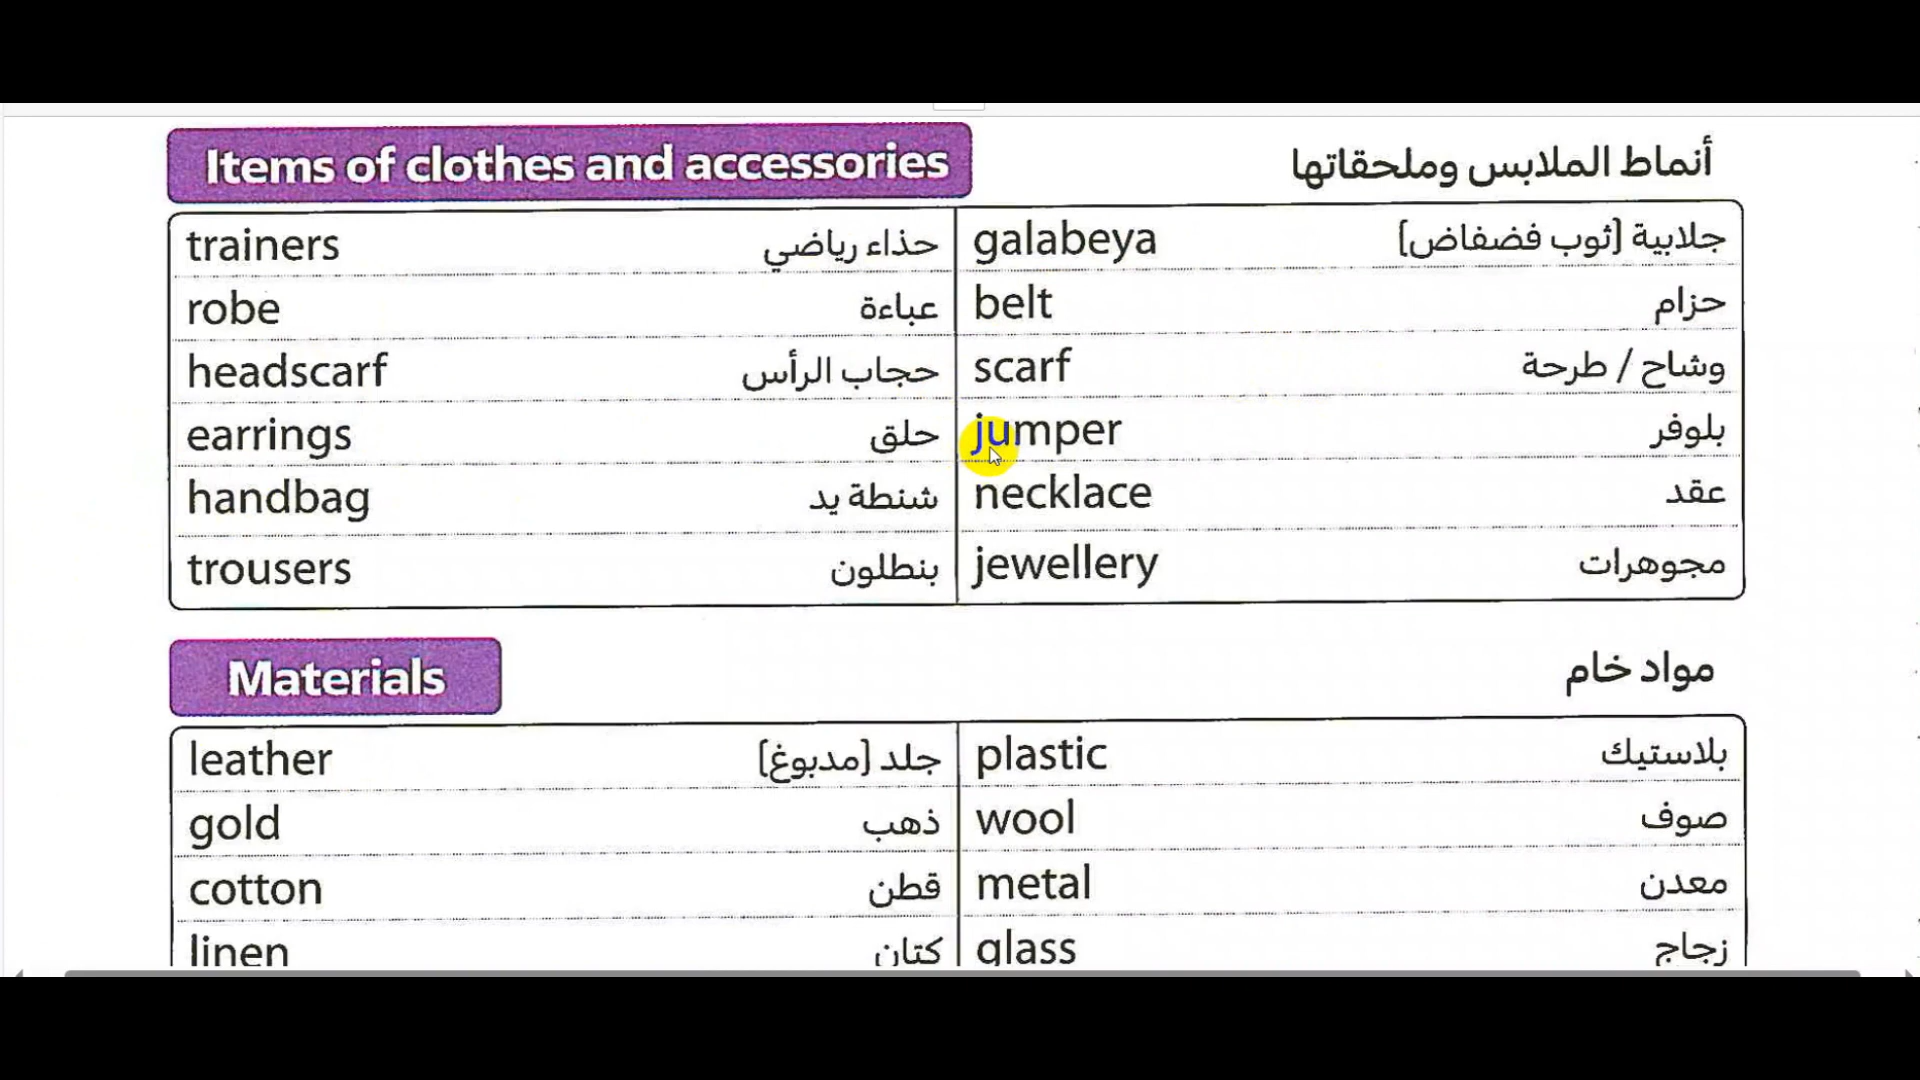 Items of clothes and accessories أنماط الملابس وملحقاتها
trainers حذاء رياضي galabeya جلابية [ثوب فضفاض]
robe عباءة belt حزام
headscarf حجاب الرأس scarf وشاح / طرحة
earrings حلق jumper بلوفر
handbag شنطة يد necklace عقد
trousers بنطلون jewellery مجوهرات
Materials مواد خام
leather جلد [مدبوغ] plastic بلاستيك
gold ذهب wool صوف
cotton قطن metal معدن
linen كتان glass زجاج